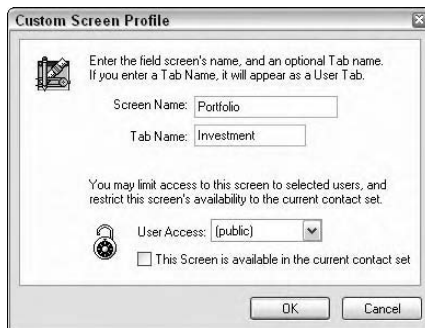 Custom Screen Profile
Enter the field screen's name, and an optional Tab name.
If you enter a Tab Name, it will appear as a User Tab.
Screen Name: Portfolio
Tab Name: Investment
You may limit access to this screen to selected users, and
restrict this screen's availability to the current contact set.
User Access: (public)
This Screen is available in the current contact set
OK Cancel